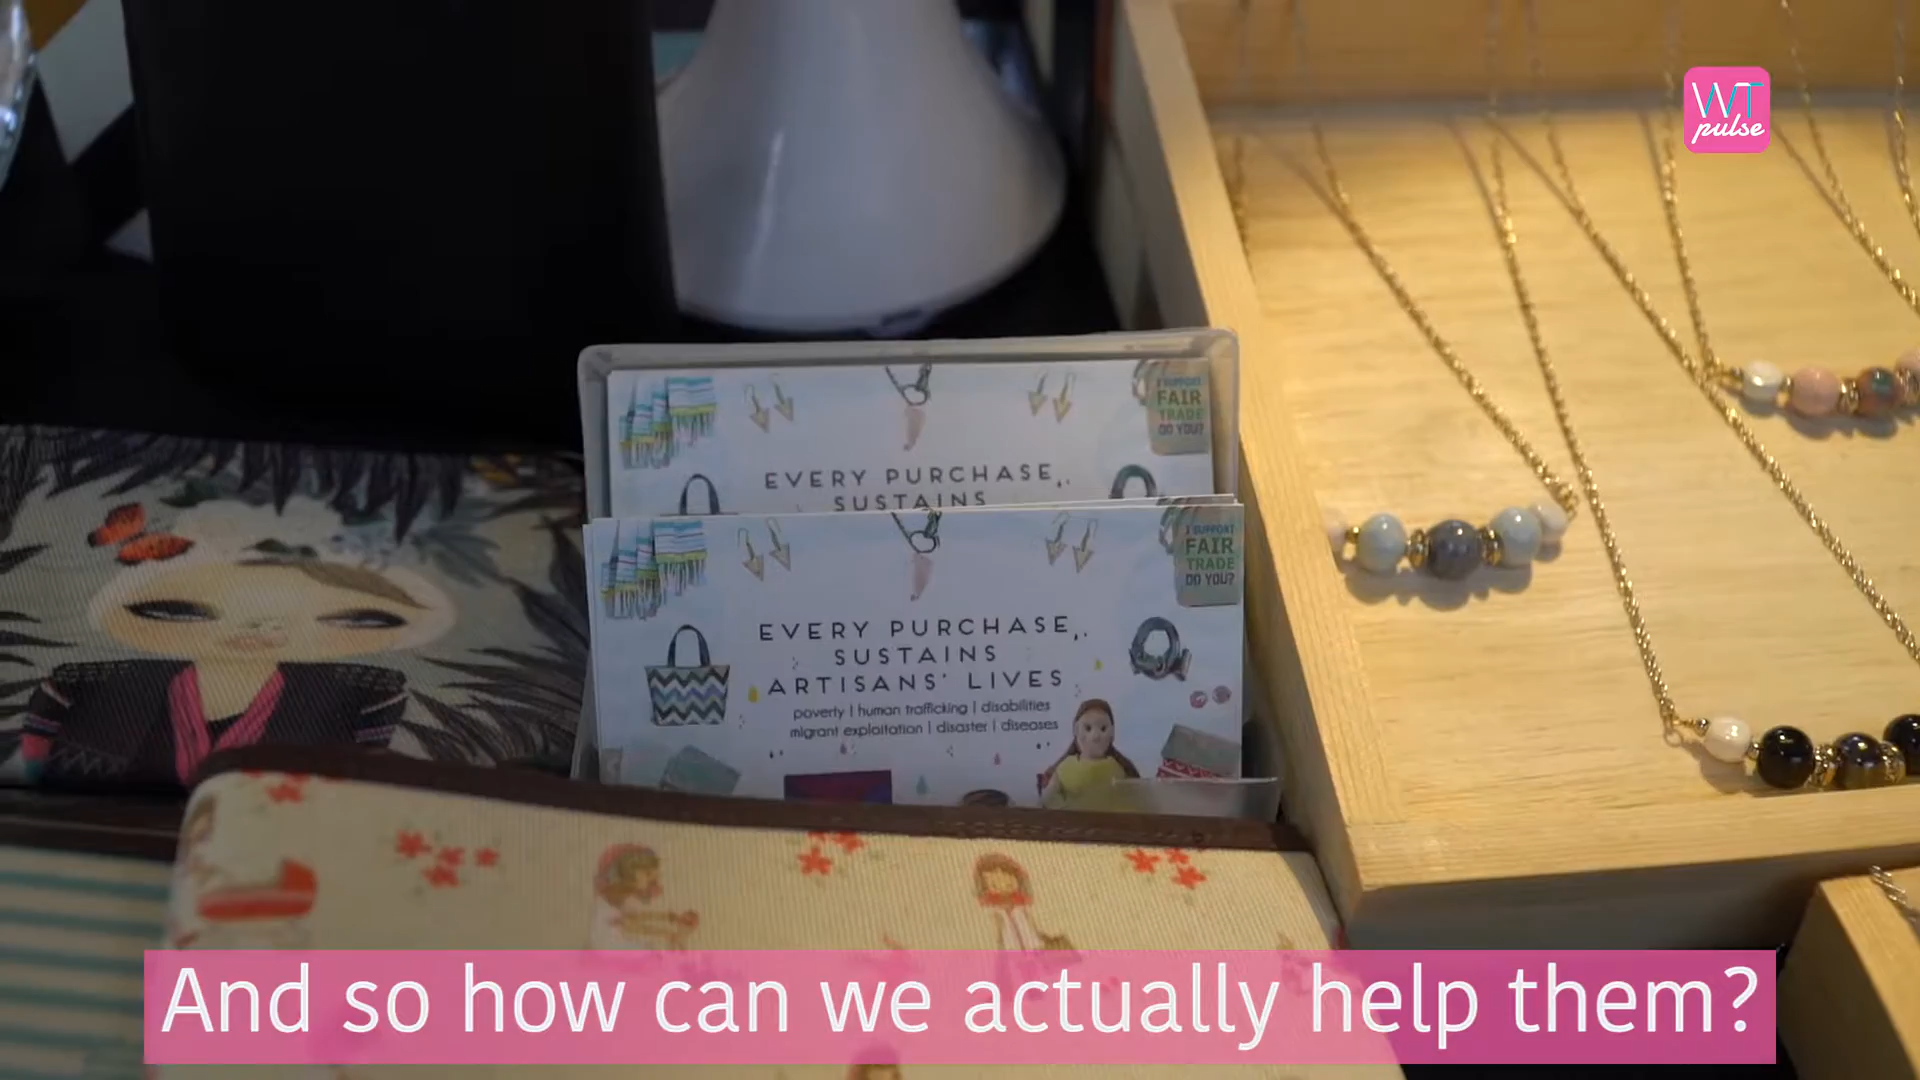 WT
pulse
I SUPPORT
FAIR
TRADE
DO YOU?
EVERY PURCHASE
SUSTAINS
I SUPPORT
FAIR
TRADE
DO YOU?
EVERY PURCHASE
SUSTAINS
ARTISANS' LIVES
poverty | human trafficking | disabilities
migrant exploitation | disaster | diseases
And so how can we actually help them?